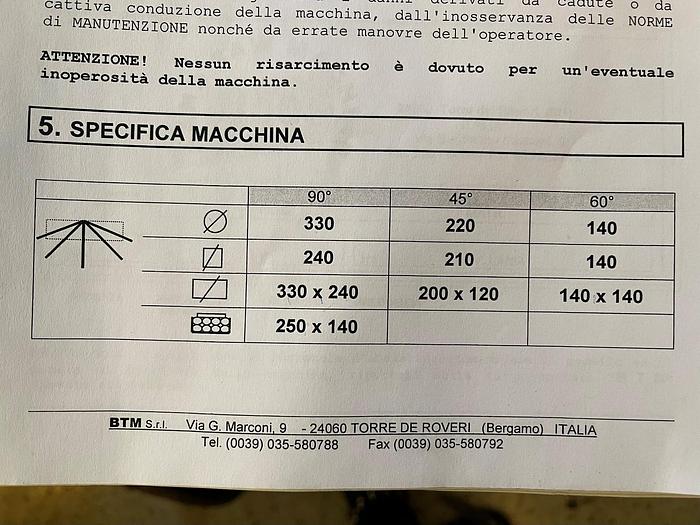 cattiva conduzione della macchina, dall'inosservanza delle NORME
di MANUTENZIONE nonché da errate manovre dell'operatore.
ATTENZIONE! Nessun risarcimento è dovuto per un'eventuale
inoperosità della macchina.
5. SPECIFICA MACCHINA
90° 45° 60°
330 220 140
240 210 140
330 x 240 200 x 120 140 x 140
250 x 140
BTM S.r.l. Via G. Marconi, 9 - 24060 TORRE DE ROVERI (Bergamo) ITALIA
Tel. (0039) 035-580788 Fax (0039) 035-580792